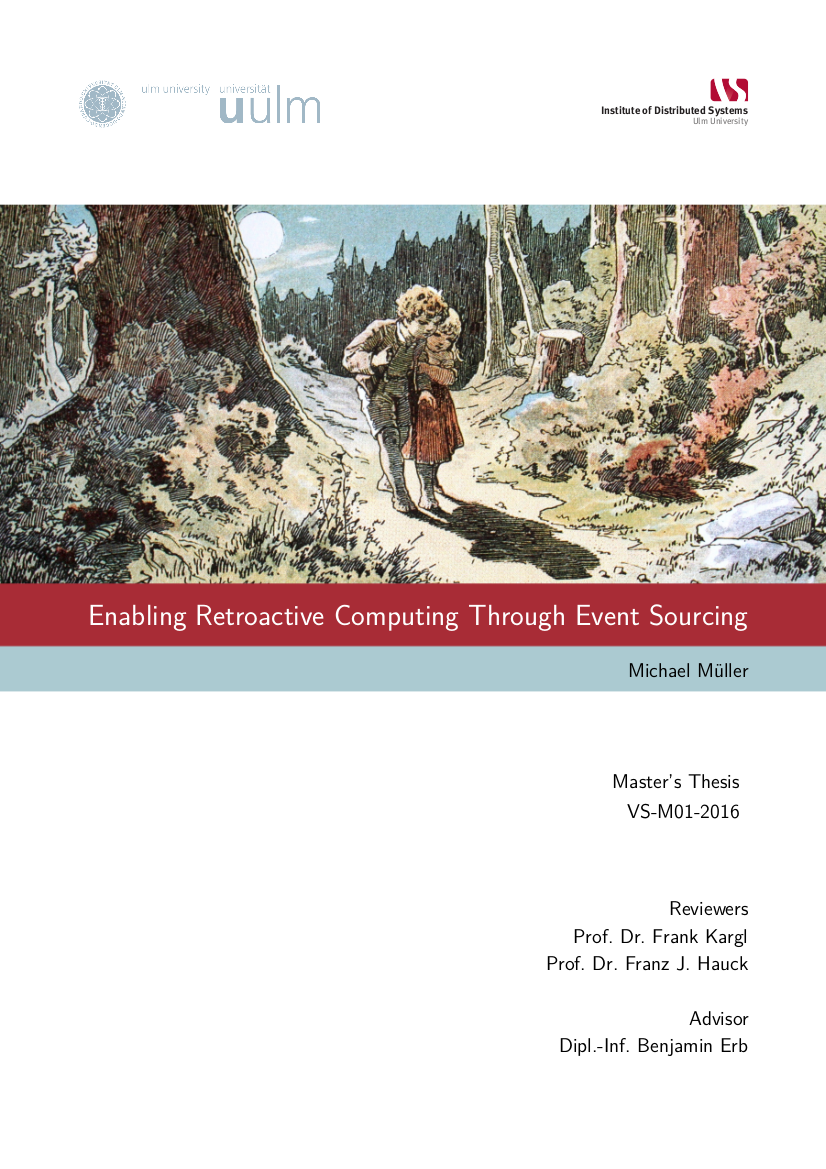 ulm university universität
uulm
Institute of Distributed Systems
Ulm University
Enabling Retroactive Computing Through Event Sourcing
Michael Müller
Master's Thesis
VS-M01-2016
Reviewers
Prof. Dr. Frank Kargl
Prof. Dr. Franz J. Hauck
Advisor
Dipl.-Inf. Benjamin Erb